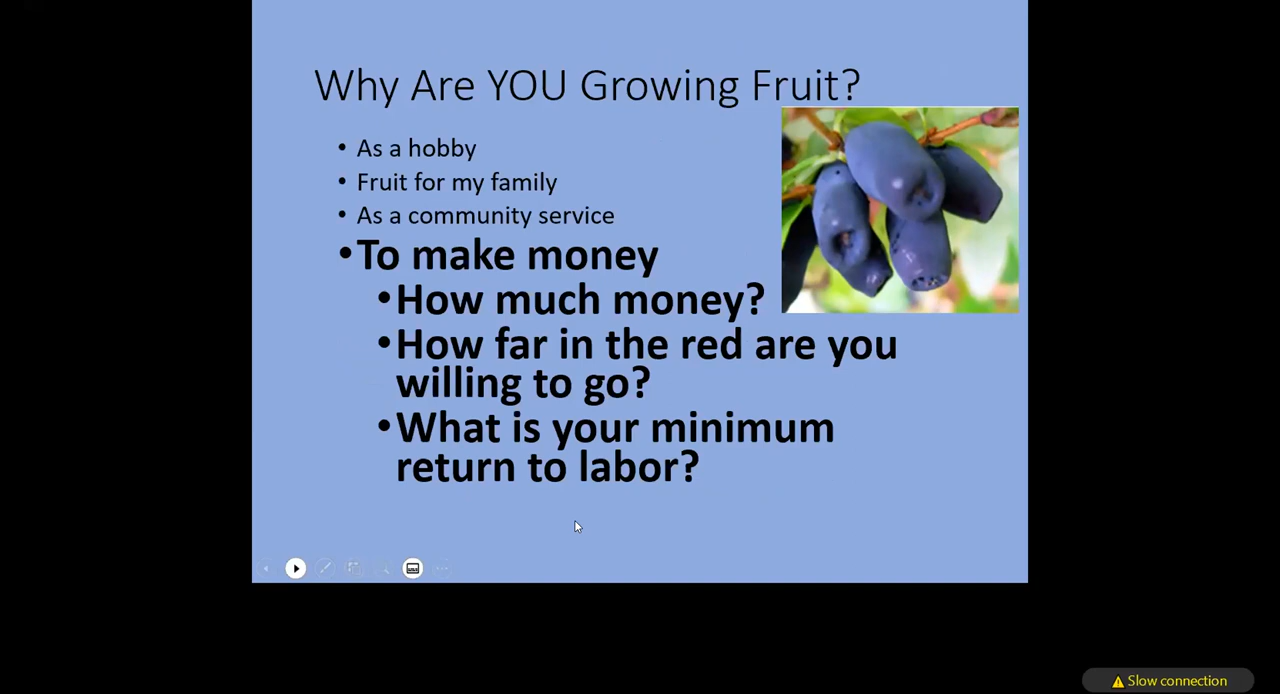 Why Are YOU Growing Fruit?
• As a hobby
• Fruit for my family
• As a community service
•To make money
•How much money?
•How far in the red are you
willing to go?
•What is your minimum
return to labor?
Slow connection